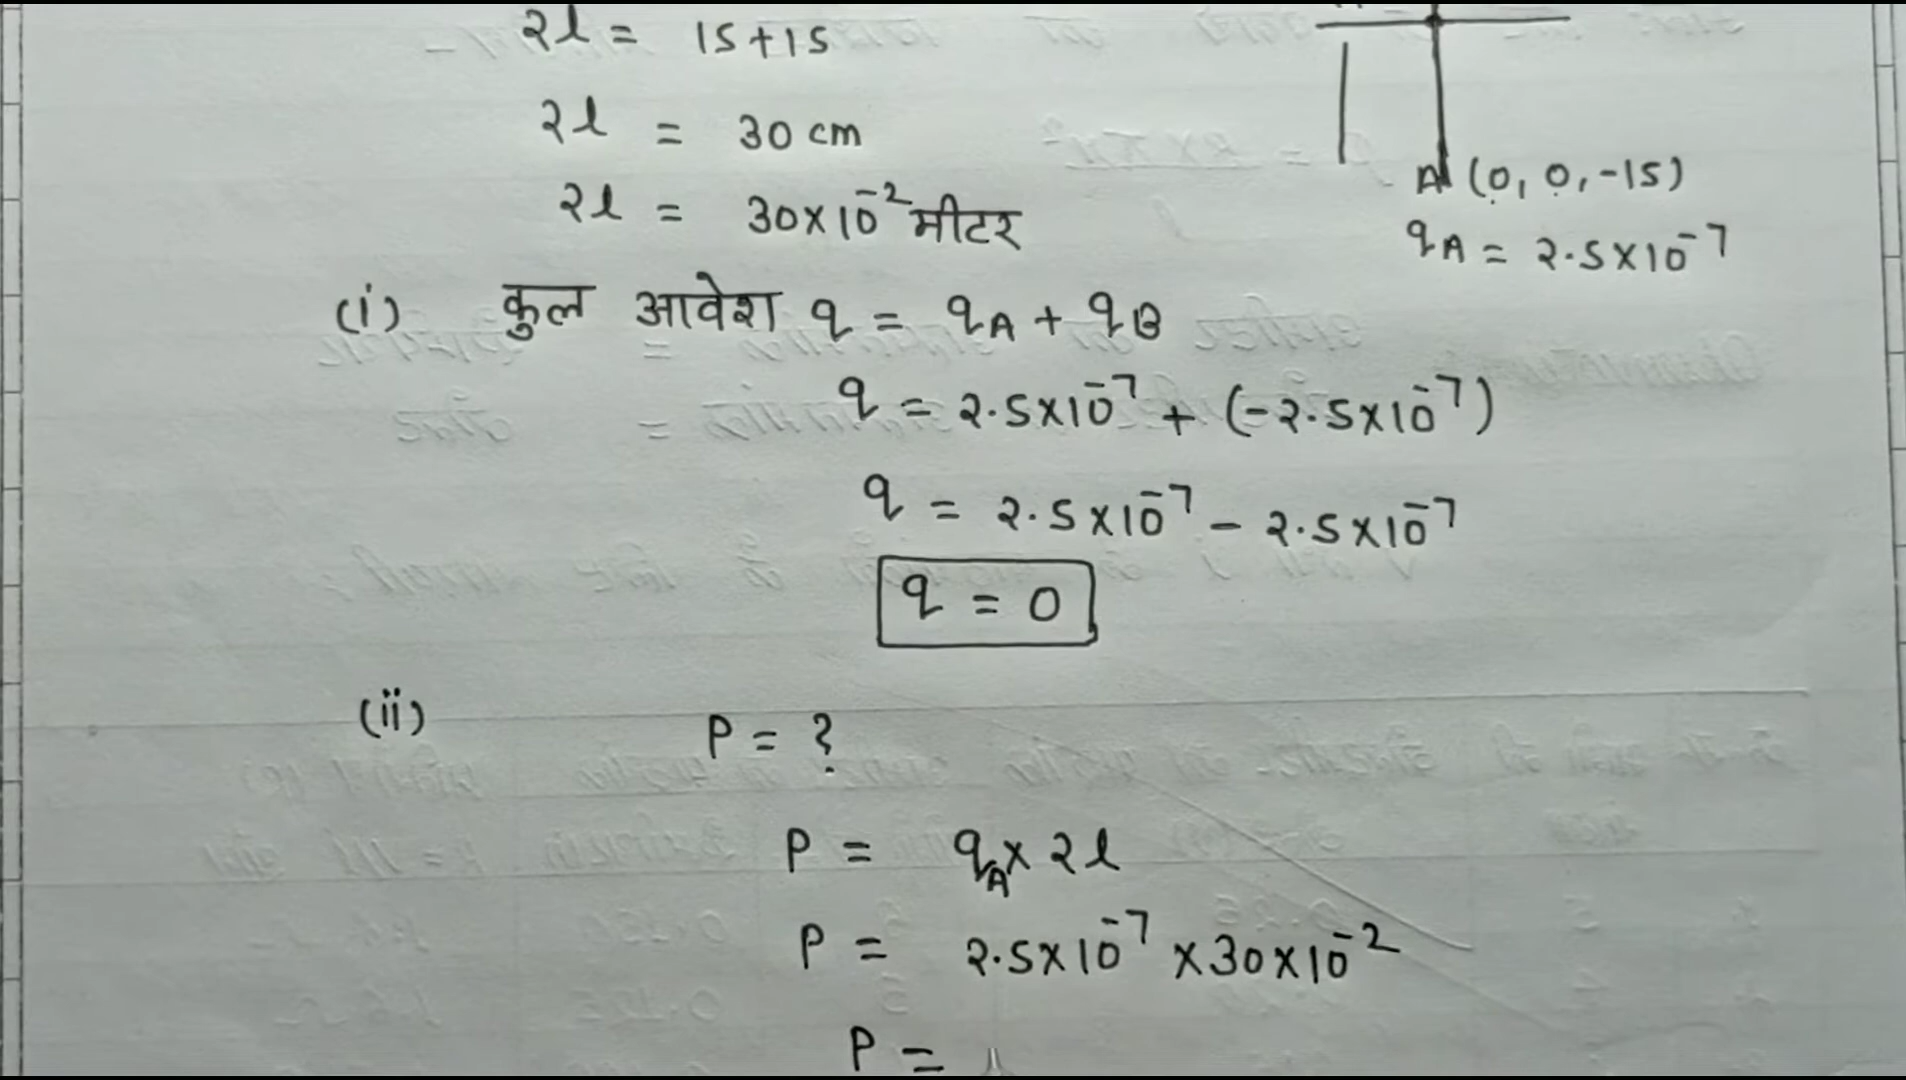 2l = 15+15
2l = 30 cm
2l = 30×10⁻² मीटर
A (0, 0, -15)
qA = 2.5×10⁻⁷
(i) कुल आवेश q = qA + qB
q = 2.5×10⁻⁷ + (-2.5×10⁻⁷)
q = 2.5×10⁻⁷ - 2.5×10⁻⁷
q = 0
(ii) P = ?
P = qA × 2l
P = 2.5×10⁻⁷ × 30×10⁻²
P =